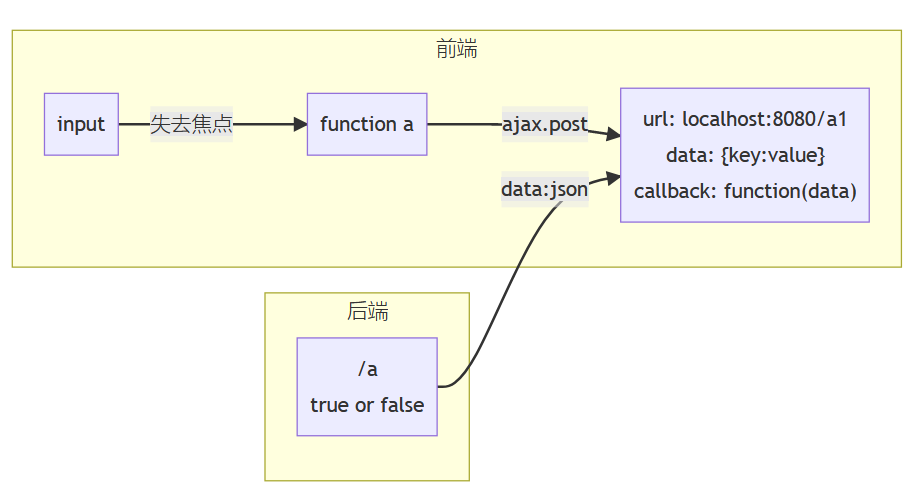 前端
input
失去焦点
function a
ajax.post
url: localhost:8080/a1
data: {key:value}
callback: function(data)
data:json
后端
/a
true or false